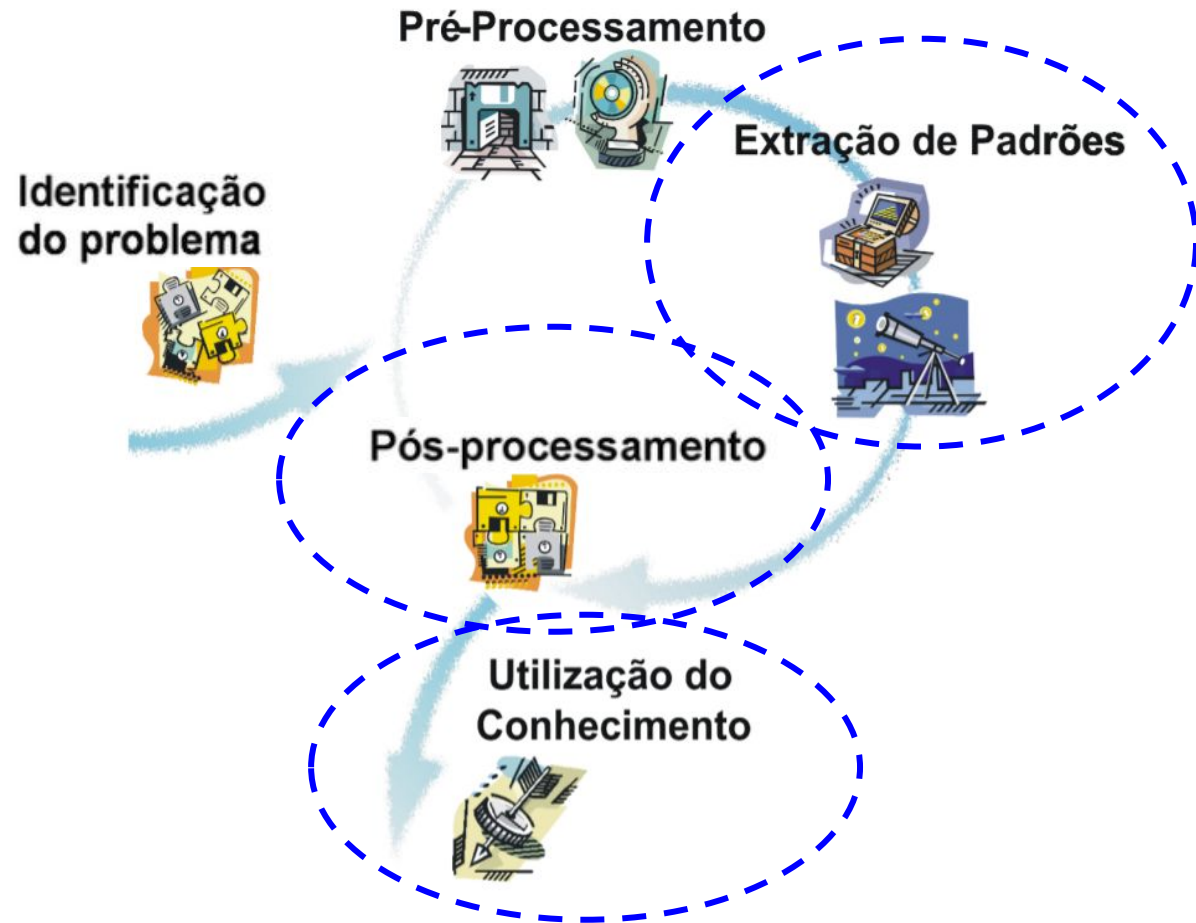 Pré-Processamento
Extração de Padrões
Identificação
do problema
Pós-processamento
Utilização do
Conhecimento